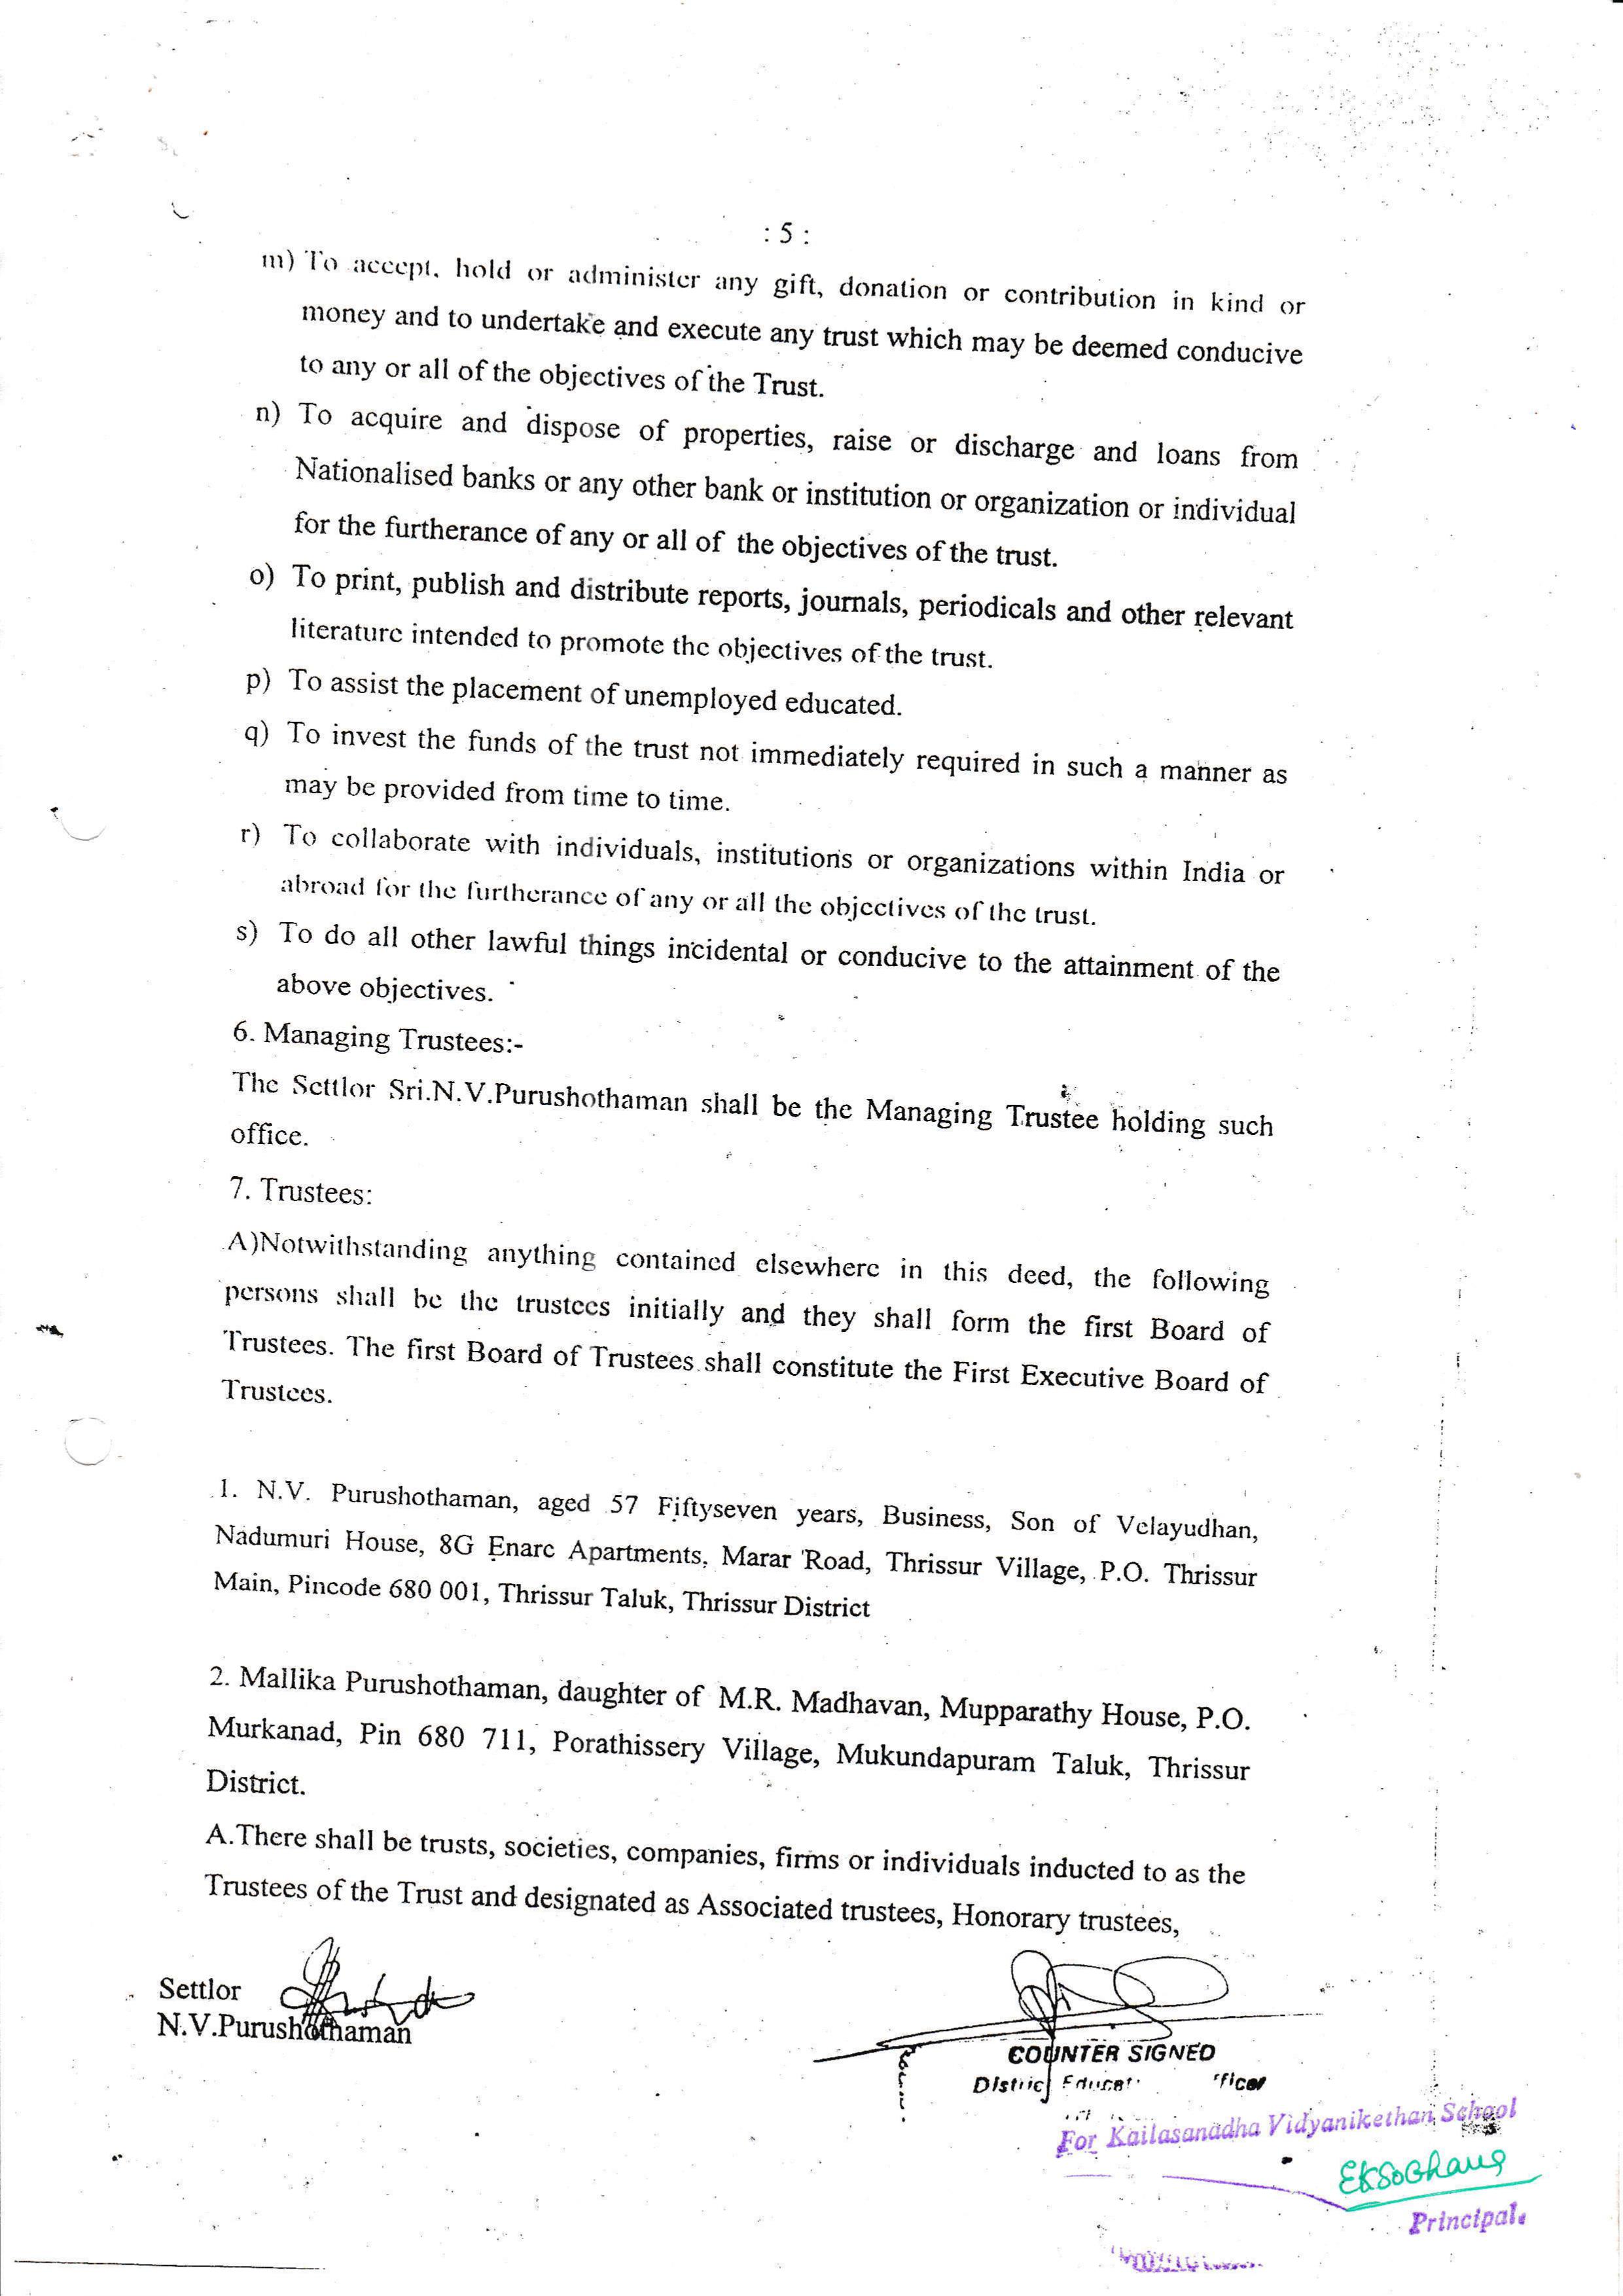 : 5 :
m) To accept, hold or administer any gift, donation or contribution in kind or
money and to undertake and execute any trust which may be deemed conducive
to any or all of the objectives of the Trust.
n) To acquire and dispose of properties, raise or discharge and loans from
Nationalised banks or any other bank or institution or organization or individual
for the furtherance of any or all of the objectives of the trust.
o) To print, publish and distribute reports, journals, periodicals and other relevant
literature intended to promote the objectives of the trust.
p) To assist the placement of unemployed educated.
q) To invest the funds of the trust not immediately required in such a manner as
may be provided from time to time.
r) To collaborate with individuals, institutions or organizations within India or
abroad for the furtherance of any or all the objectives of the trust.
s) To do all other lawful things incidental or conducive to the attainment of the
above objectives.
6. Managing Trustees:-
The Settlor Sri.N.V.Purushothaman shall be the Managing Trustee holding such
office.
7. Trustees:
A)Notwithstanding anything contained elsewhere in this deed, the following
persons shall be the trustees initially and they shall form the first Board of
Trustees. The first Board of Trustees shall constitute the First Executive Board of
Trustees.
1. N.V. Purushothaman, aged 57 Fiftyseven years, Business, Son of Velayudhan,
Nadumuri House, 8G Enarc Apartments, Marar Road, Thrissur Village, P.O. Thrissur
Main, Pincode 680 001, Thrissur Taluk, Thrissur District
2. Mallika Purushothaman, daughter of M.R. Madhavan, Mupparathy House, P.O.
Murkanad, Pin 680 711, Porathissery Village, Mukundapuram Taluk, Thrissur
District.
A.There shall be trusts, societies, companies, firms or individuals inducted to as the
Trustees of the Trust and designated as Associated trustees, Honorary trustees,
Settlor
N.V.Purushothaman
COUNTER SIGNED
District
For Kailasanadha Vidyanikethan School
EKSobhana
Principal.